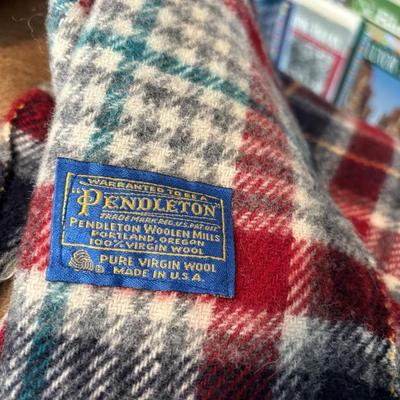 WARRANTED TO BE A
"PENDLETON"
TRADE MARK REG. U.S. PAT. OFF.
PENDLETON WOOLEN MILLS
PORTLAND, OREGON
100% VIRGIN WOOL
PURE VIRGIN WOOL
MADE IN U.S.A.